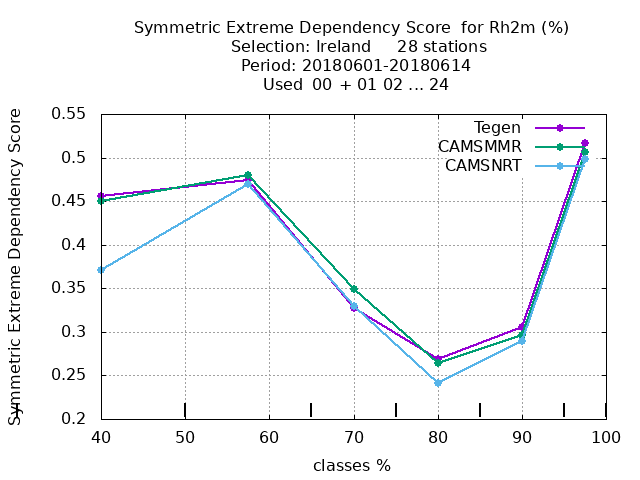 Symmetric Extreme Dependency Score for Rh2m (%)
Selection: Ireland 28 stations
Period: 20180601-20180614
Used 00 + 01 02 ... 24
Symmetric Extreme Dependency Score
0.55
0.5
0.45
0.4
0.35
0.3
0.25
0.2
Tegen
CAMSMMR
CAMSNRT
40 50 60 70 80 90 100
classes %